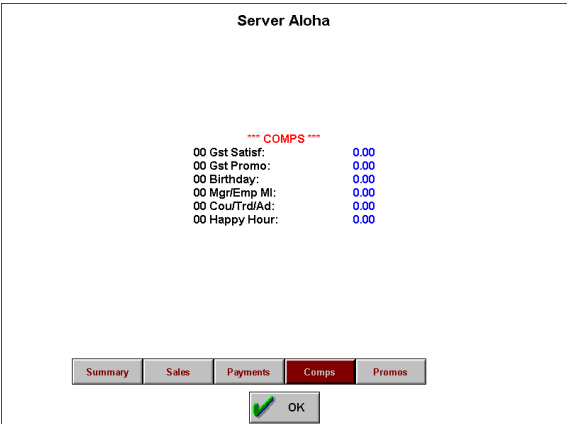 Server Aloha
*** COMPS ***
00 Gst Satisf: 0.00
00 Gst Promo: 0.00
00 Birthday: 0.00
00 Mgr/Emp Ml: 0.00
00 Cou/Trd/Ad: 0.00
00 Happy Hour: 0.00
Summary Sales Payments Comps Promos
OK